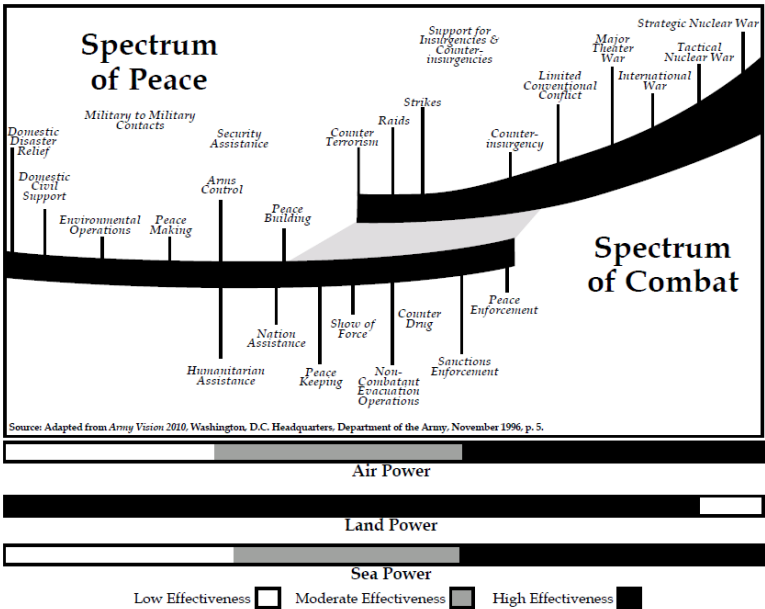 Spectrum
of Peace
Support for
Insurgencies &
Counter-
insurgencies
Strategic Nuclear War
Major
Theater
War
Tactical
Nuclear War
Limited
Conventional
Conflict
International
War
Strikes
Raids
Military to Military
Contacts
Domestic
Disaster
Relief
Security
Assistance
Counter
Terrorism
Counter-
insurgency
Domestic
Civil
Support
Arms
Control
Environmental
Operations
Peace
Making
Peace
Building
Spectrum
of Combat
Peace
Enforcement
Nation
Assistance
Show of
Force
Counter
Drug
Humanitarian
Assistance
Peace
Keeping
Non-
Combatant
Evacuation
Operations
Sanctions
Enforcement
Source: Adapted from Army Vision 2010, Washington, D.C. Headquarters, Department of the Army, November 1996, p. 5.
Air Power
Land Power
Sea Power
Low Effectiveness
Moderate Effectiveness
High Effectiveness